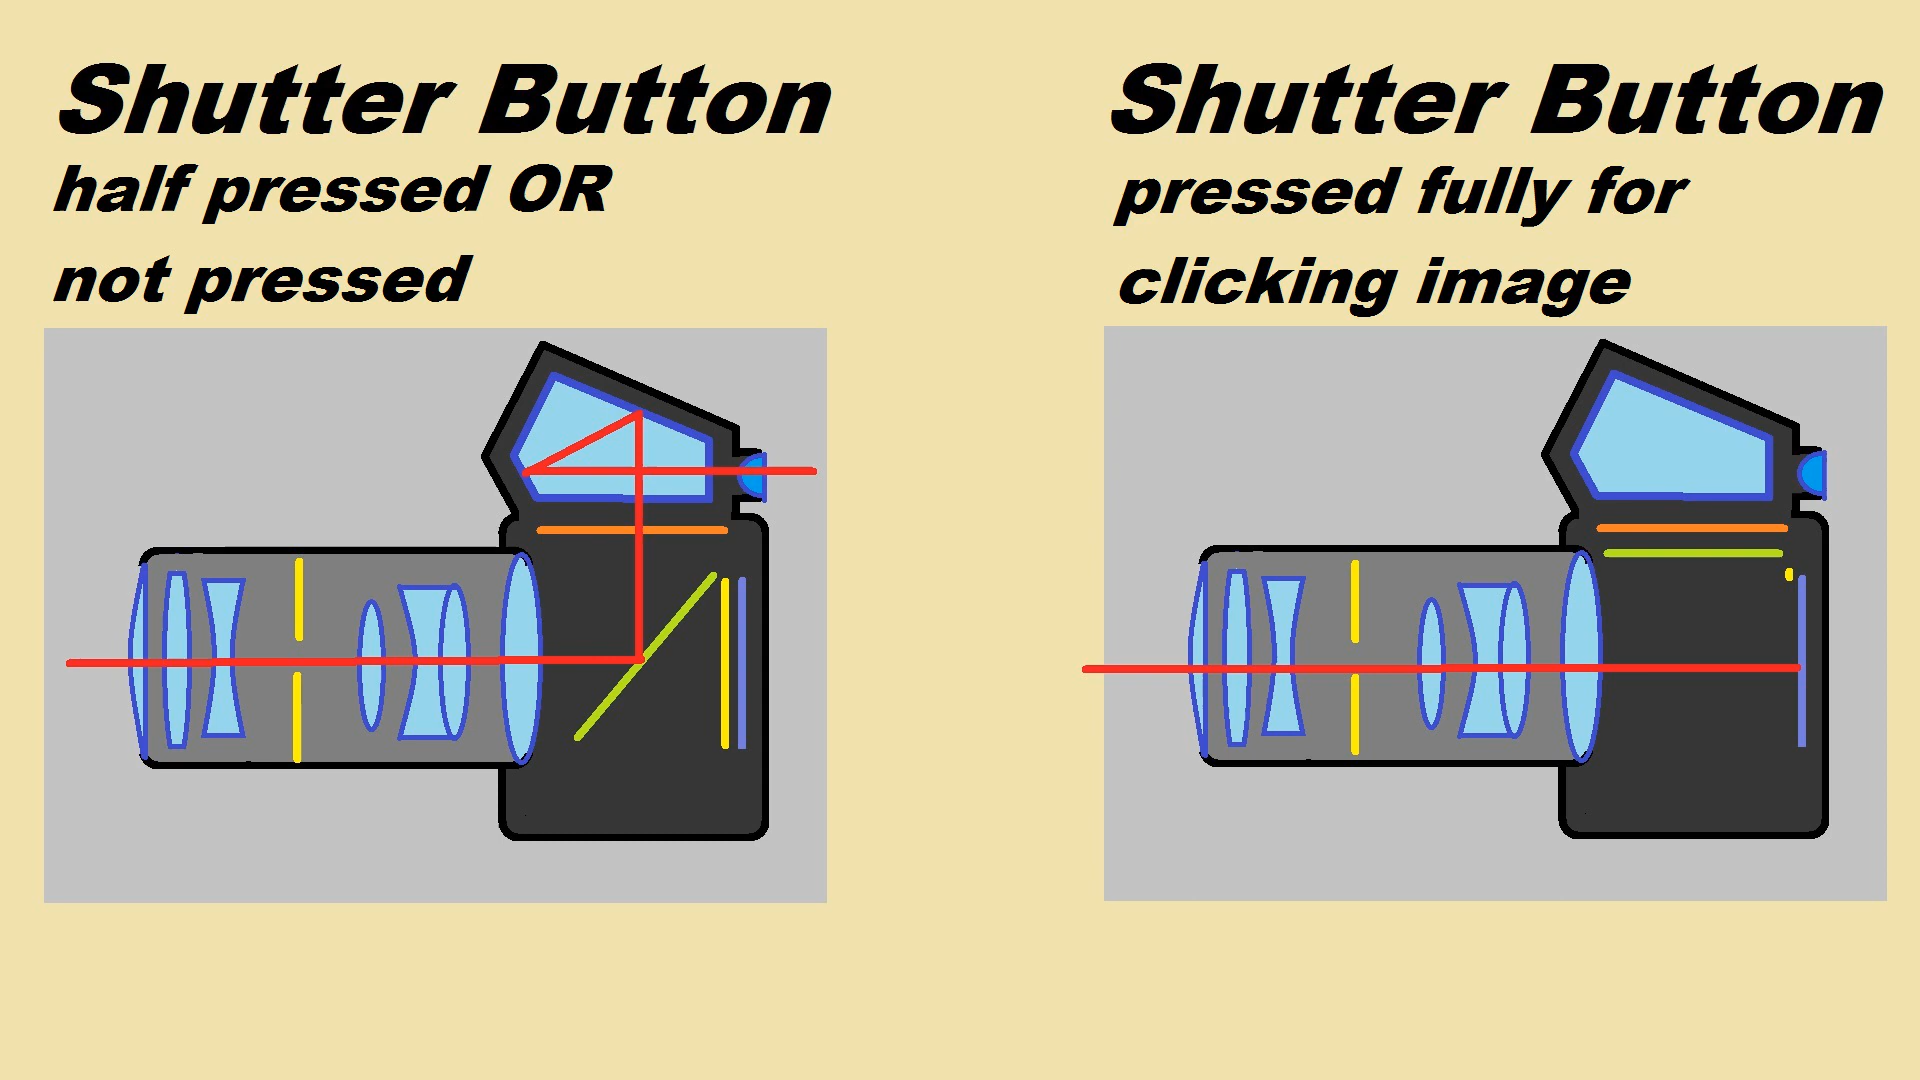 Shutter Button
half pressed OR
not pressed
Shutter Button
pressed fully for
clicking image